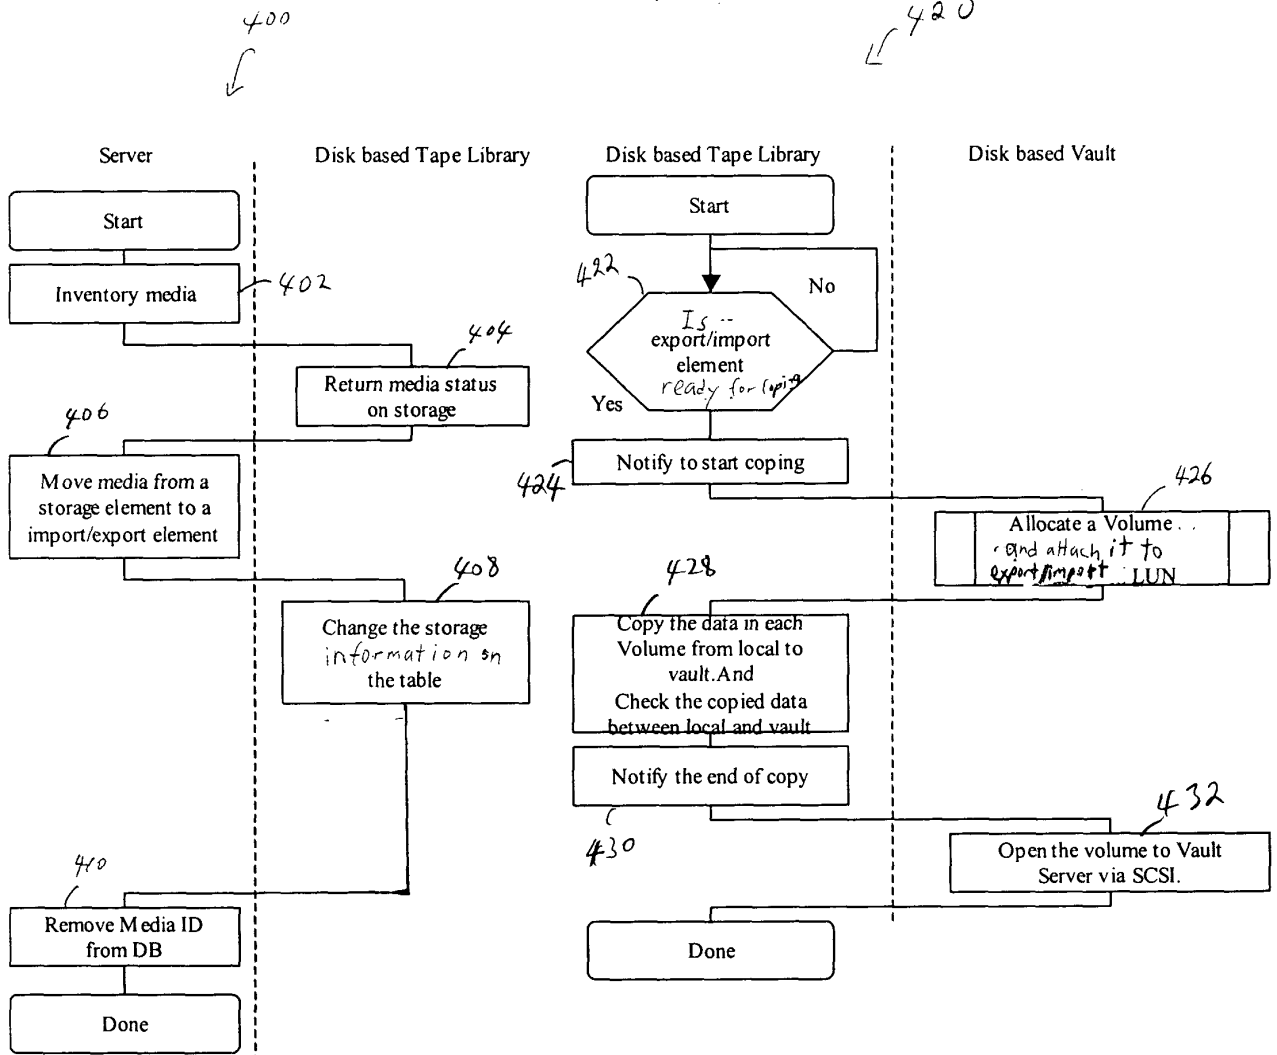 400
420
Server
Disk based Tape Library
Disk based Tape Library
Disk based Vault
Start
Inventory media
402
404
Return media status
on storage
406
Move media from a
storage element to a
import/export element
408
Change the storage
information on
the table
410
Remove Media ID
from DB
Done
Start
422
No
Is
export/import
element
ready for coping
Yes
Notify to start coping
424
426
Allocate a Volume
and attach it to
export/import LUN
428
Copy the data in each
Volume from local to
vault.And
Check the copied data
between local and vault
Notify the end of copy
430
432
Open the volume to Vault
Server via SCSI.
Done